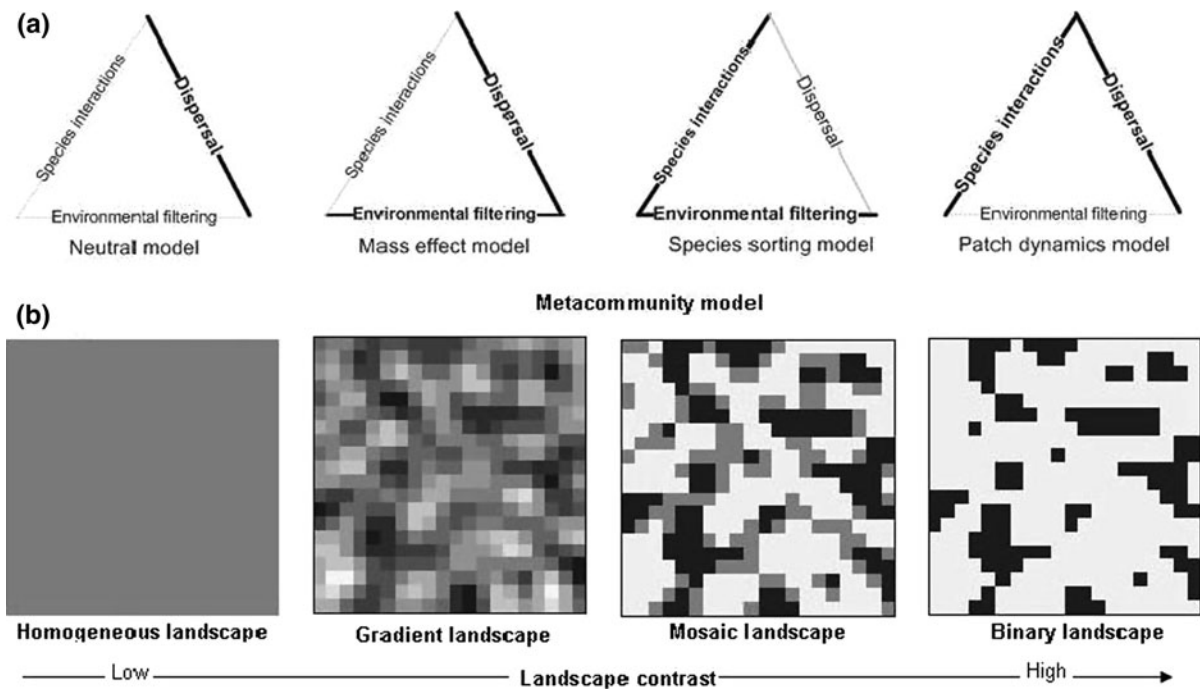 (a)
Species interactions
Dispersal
Environmental filtering
Neutral model
Species interactions
Dispersal
Environmental filtering
Mass effect model
Species interactions
Dispersal
Environmental filtering
Species sorting model
Species interactions
Dispersal
Environmental filtering
Patch dynamics model
Metacommunity model
(b)
Homogeneous landscape
Gradient landscape
Mosaic landscape
Binary landscape
Low
Landscape contrast
High